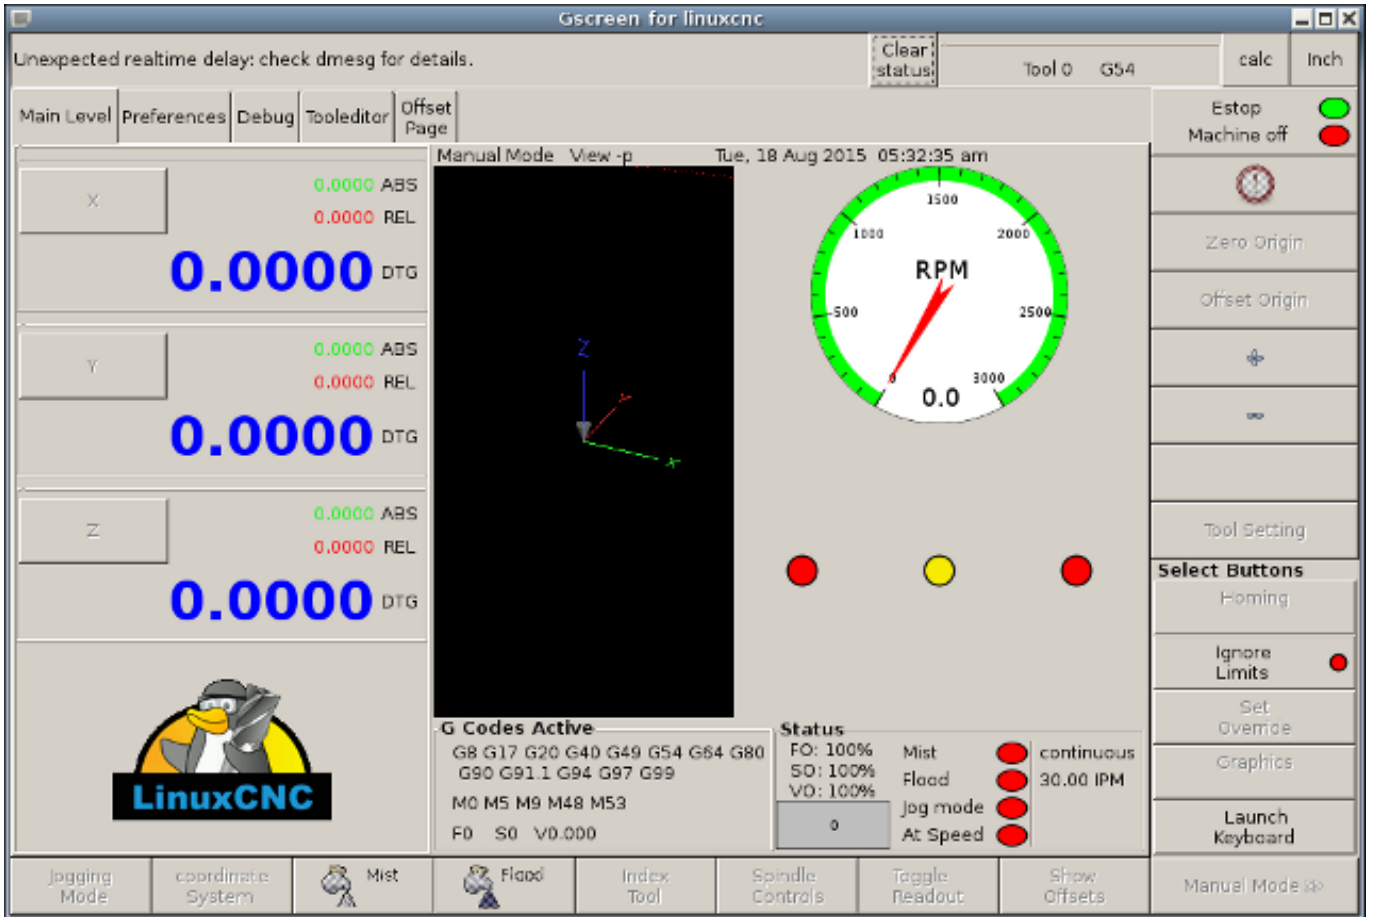 Gscreen for linuxcnc
Unexpected realtime delay: check dmesg for details.
Clear
status
Tool 0 G54
calc
Inch
Main Level
Preferences
Debug
Tooleditor
Offset
Page
Estop
Machine off
Manual Mode View -p Tue, 18 Aug 2015 05:32:35 am
X
0.0000 ABS
0.0000 REL
0.0000 DTG
Y
0.0000 ABS
0.0000 REL
0.0000 DTG
Z
0.0000 ABS
0.0000 REL
0.0000 DTG
LinuxCNC
Z
Y
X
1500
1000
2000
RPM
500
2500
0
3000
0.0
Zero Origin
Offset Origin
Tool Setting
Select Buttons
Homing
Ignore
Limits
Set
Override
Graphics
Launch
Keyboard
G Codes Active
G8 G17 G20 G40 G49 G54 G64 G80
G90 G91.1 G94 G97 G99
M0 M5 M9 M48 M53
F0 S0 V0.000
Status
FO: 100%
SO: 100%
VO: 100%
0
Mist
Flood
Jog mode
At Speed
continuous
30.00 IPM
Jogging
Mode
coordinate
System
Mist
Flood
Index
Tool
Spindle
Controls
Toggle
Readout
Show
Offsets
Manual Mode